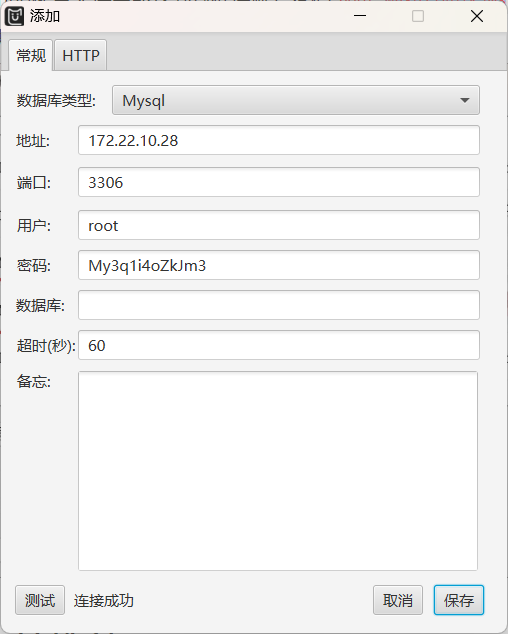 添加
常规 HTTP
数据库类型: Mysql
地址: 172.22.10.28
端口: 3306
用户: root
密码: My3q1i4oZkJm3
数据库:
超时(秒): 60
备忘:
测试 连接成功 取消 保存